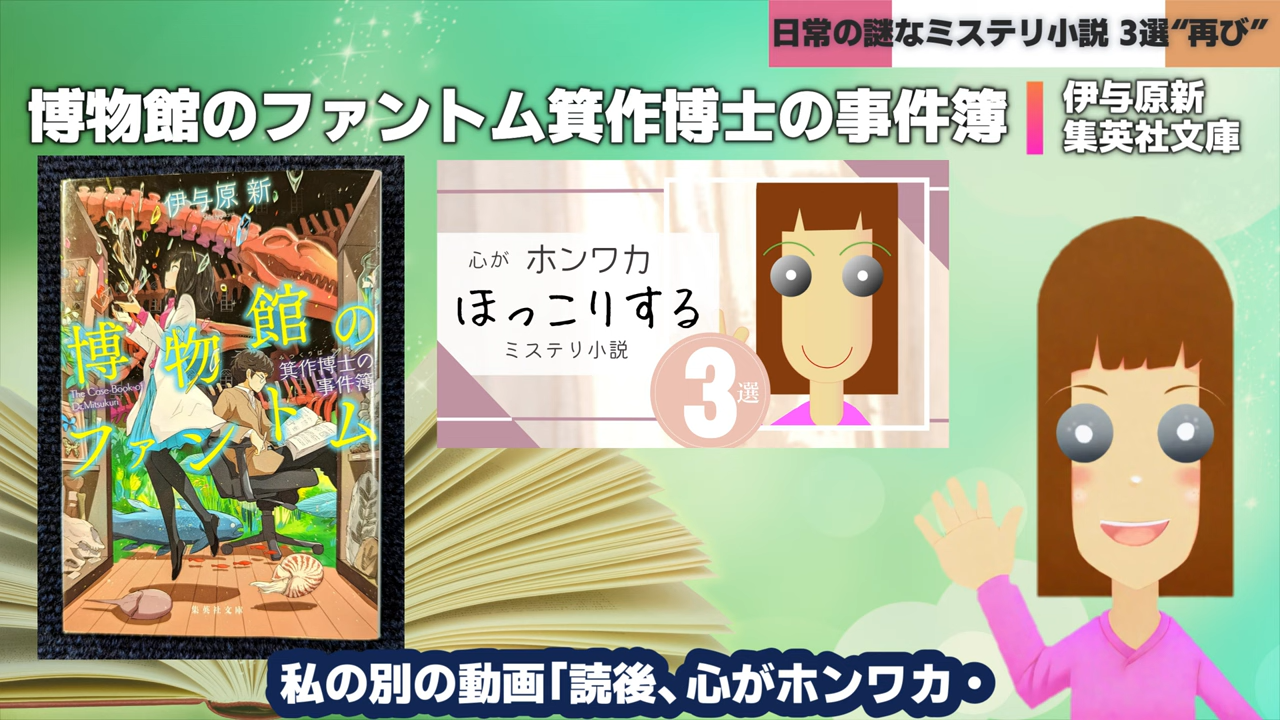 日常の謎なミステリ小説 3選“再び”
博物館のファントム箕作博士の事件簿
伊与原新
集英社文庫
伊与原 新
博物館の
ファントム
箕作博士の
事件簿
The Case-Book of
Dr.Mitsukuri
集英社文庫
心が ホンワカ
ほっこりする
ミステリ小説
3選
私の別の動画「読後、心がホンワカ・